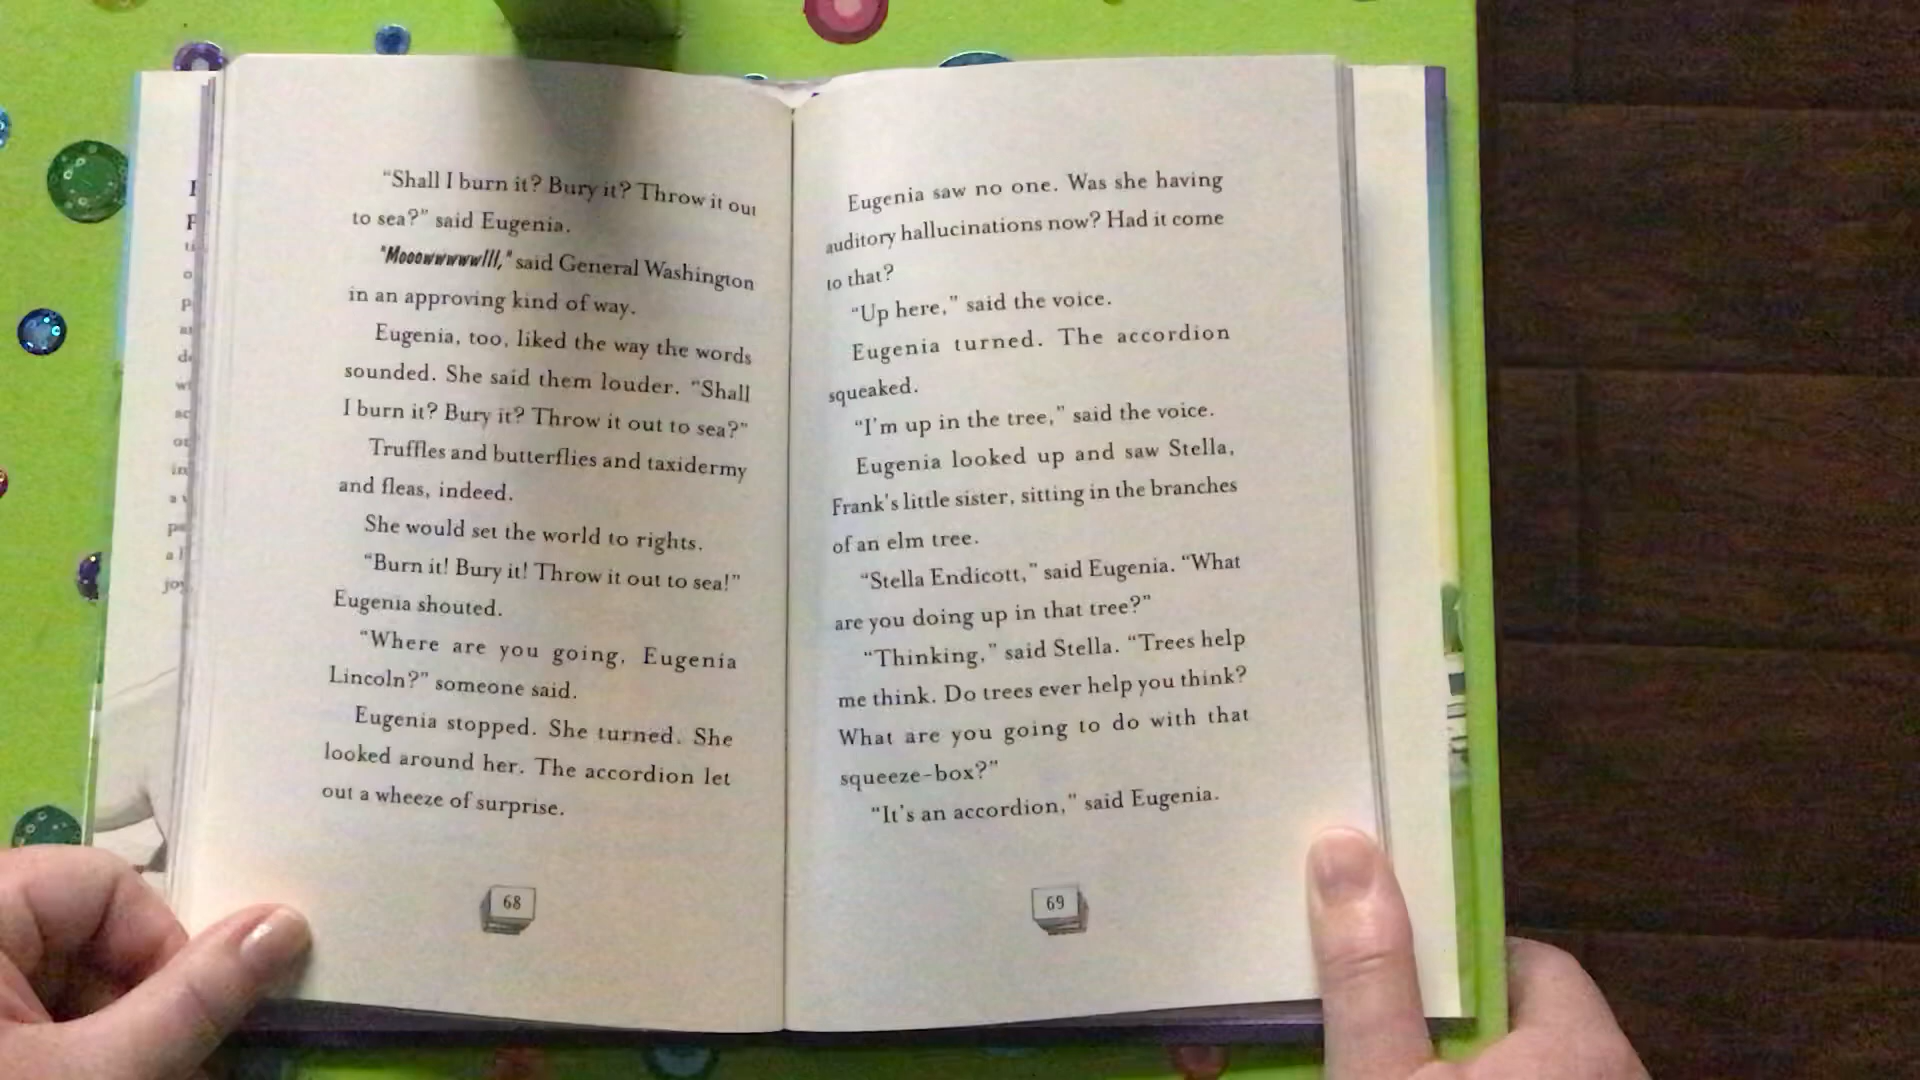 "Shall I burn it? Bury it? Throw it out
to sea?" said Eugenia.
"Mooowwwwwlll," said General Washington
in an approving kind of way.
Eugenia, too, liked the way the words
sounded. She said them louder. "Shall
I burn it? Bury it? Throw it out to sea?"
Truffles and butterflies and taxidermy
and fleas, indeed.
She would set the world to rights.
"Burn it! Bury it! Throw it out to sea!"
Eugenia shouted.
"Where are you going, Eugenia
Lincoln?" someone said.
Eugenia stopped. She turned. She
looked around her. The accordion let
out a wheeze of surprise.
68
Eugenia saw no one. Was she having
auditory hallucinations now? Had it come
to that?
"Up here," said the voice.
Eugenia turned. The accordion
squeaked.
"I'm up in the tree," said the voice.
Eugenia looked up and saw Stella,
Frank's little sister, sitting in the branches
of an elm tree.
"Stella Endicott," said Eugenia. "What
are you doing up in that tree?"
"Thinking," said Stella. "Trees help
me think. Do trees ever help you think?
What are you going to do with that
squeeze-box?"
"It's an accordion," said Eugenia.
69